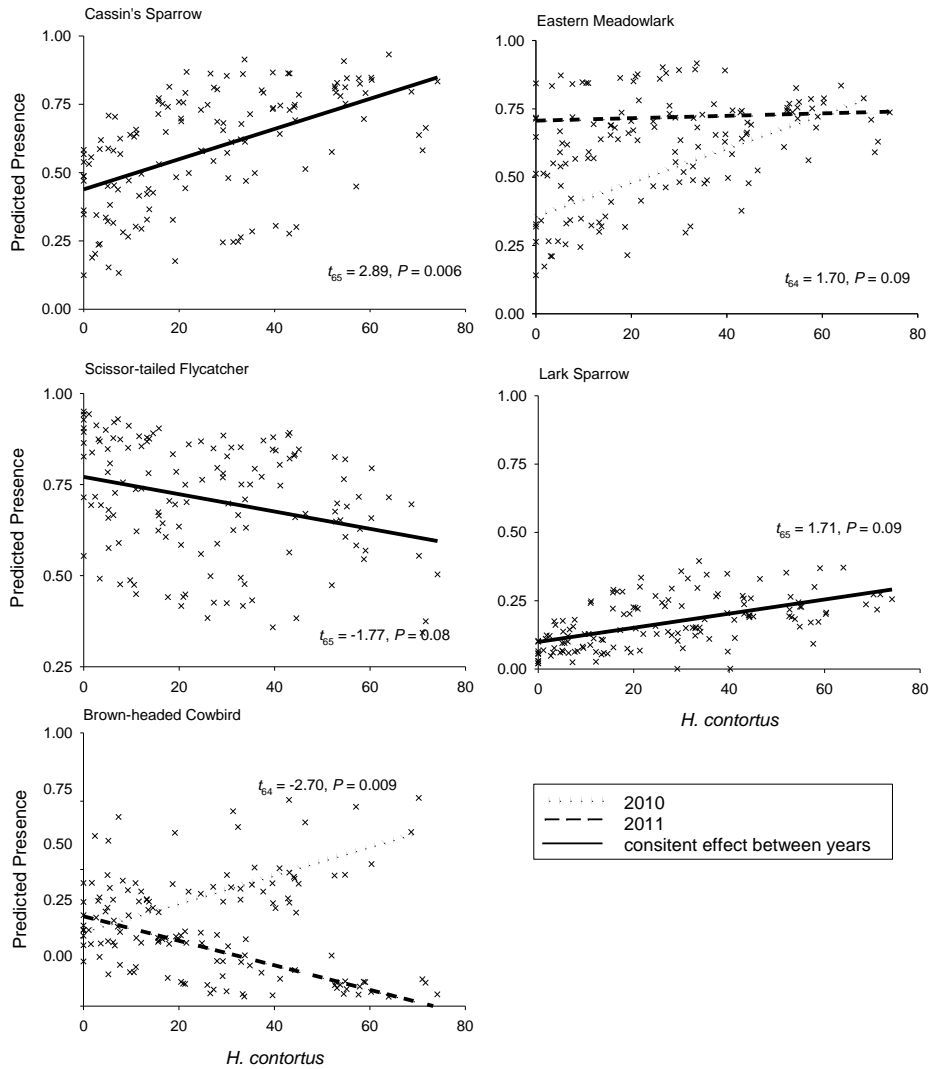 Cassin's Sparrow
1.00
0.75
0.50
0.25
0.00
Predicted Presence
t65 = 2.89, P = 0.006
0 20 40 60 80
Eastern Meadowlark
1.00
0.75
0.50
0.25
0.00
t64 = 1.70, P = 0.09
0 20 40 60 80
Scissor-tailed Flycatcher
1.00
0.75
0.50
0.25
Predicted Presence
t65 = -1.77, P = 0.08
0 20 40 60 80
Lark Sparrow
1.00
0.75
0.50
0.25
0.00
t65 = 1.71, P = 0.09
0 20 40 60 80
H. contortus
Brown-headed Cowbird
1.00
0.75
0.50
0.25
0.00
Predicted Presence
t64 = -2.70, P = 0.009
0 20 40 60 80
H. contortus
2010
2011
consitent effect between years